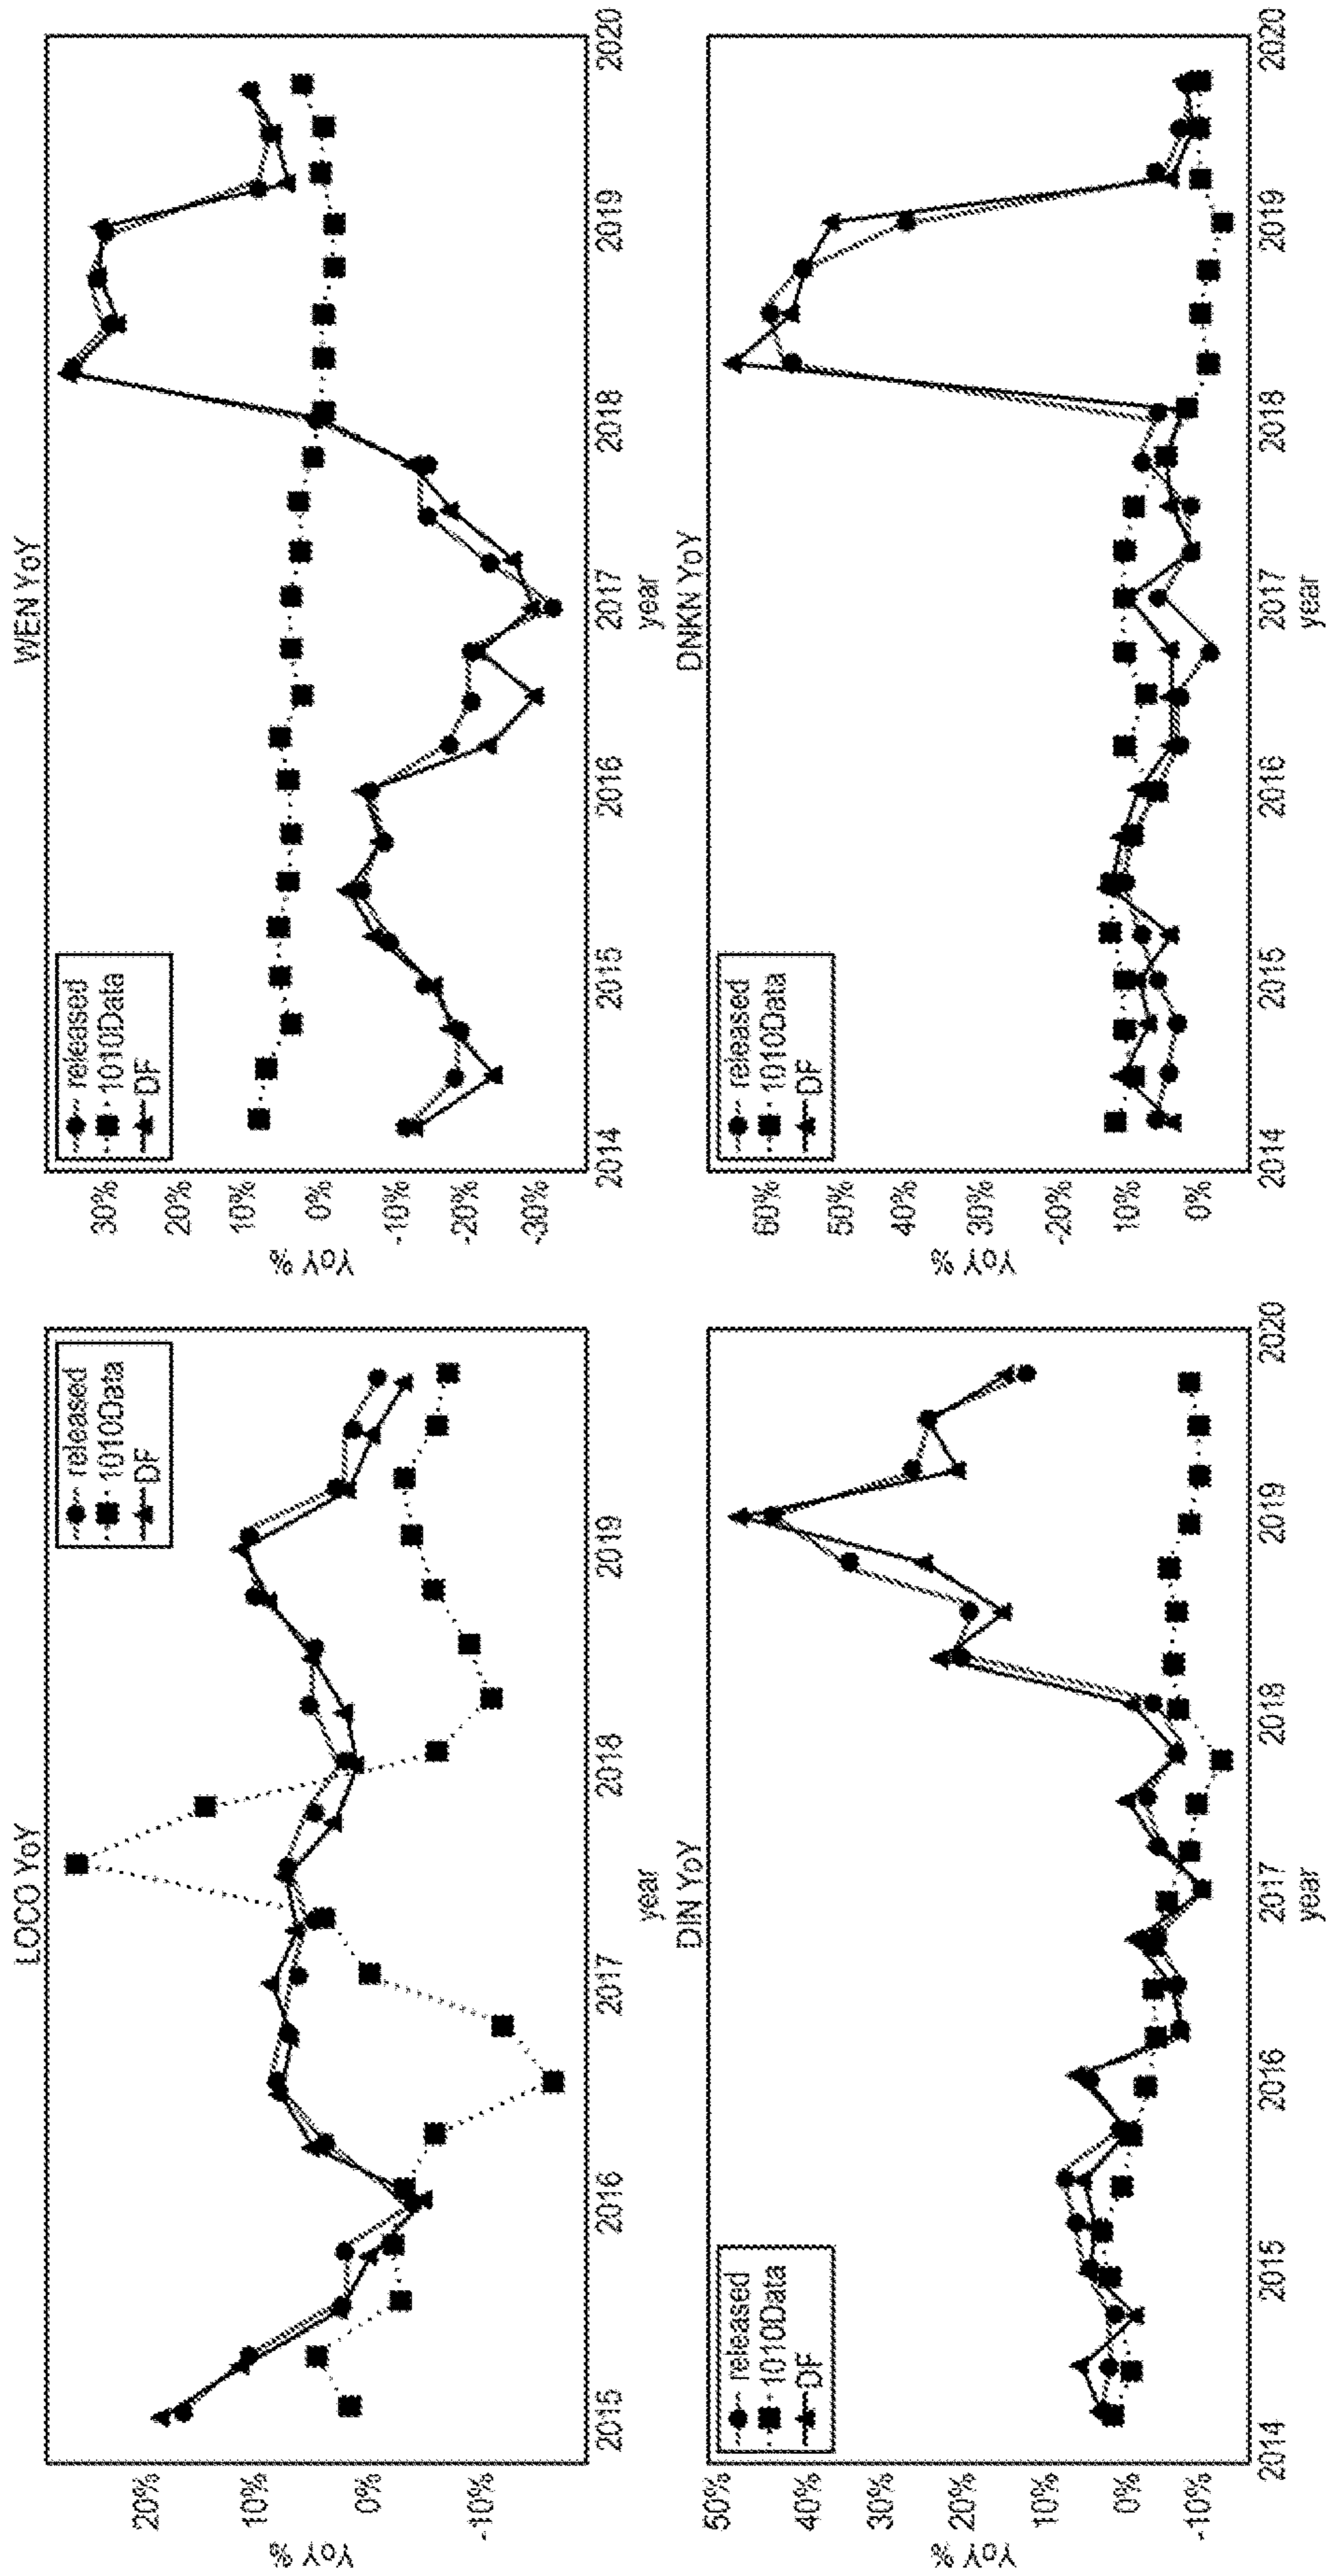 LOCO YoY
YoY %
20%
10%
0%
-10%
released
1010Data
DF
2015
2016
2017
2018
2019
year
WEN YoY
YoY %
30%
20%
10%
0%
-10%
-20%
-30%
released
1010Data
DF
2014
2015
2016
2017
2018
2019
2020
year
DIN YoY
YoY %
50%
40%
30%
20%
10%
0%
-10%
released
1010Data
DF
2014
2015
2016
2017
2018
2019
2020
year
DNKN YoY
YoY %
60%
50%
40%
30%
-20%
10%
0%
released
1010Data
DF
2014
2015
2016
2017
2018
2019
2020
year